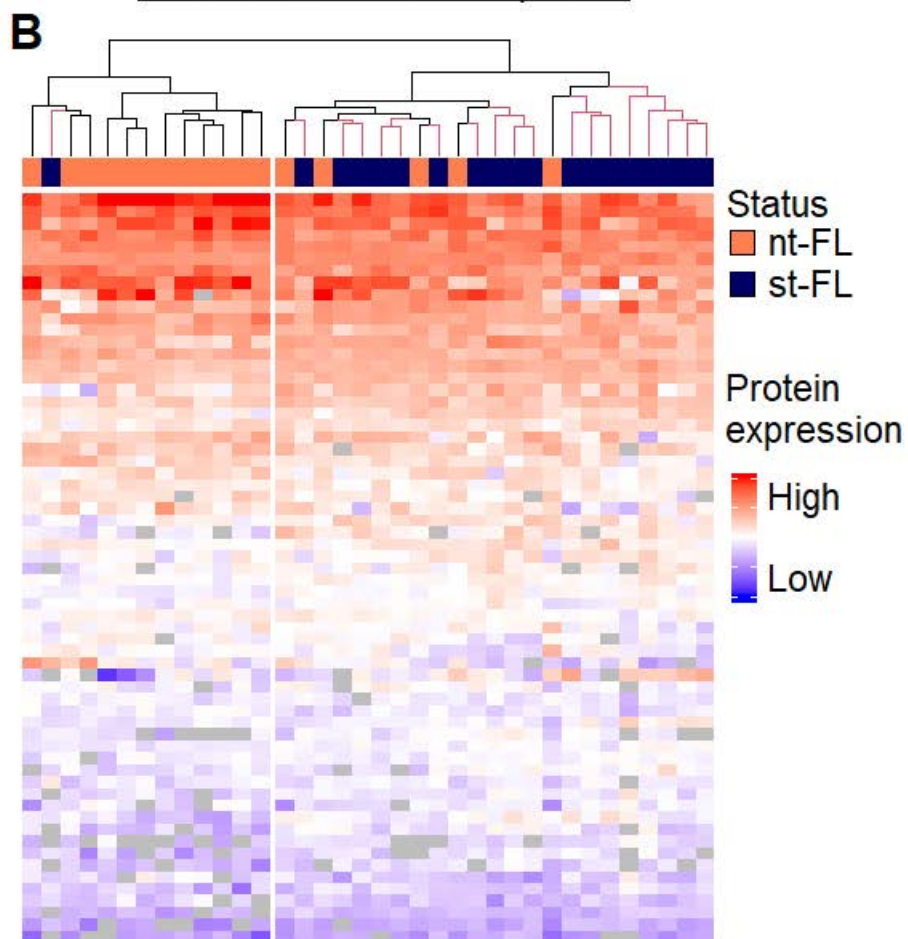 B
Status
nt-FL
st-FL
Protein
expression
High
Low